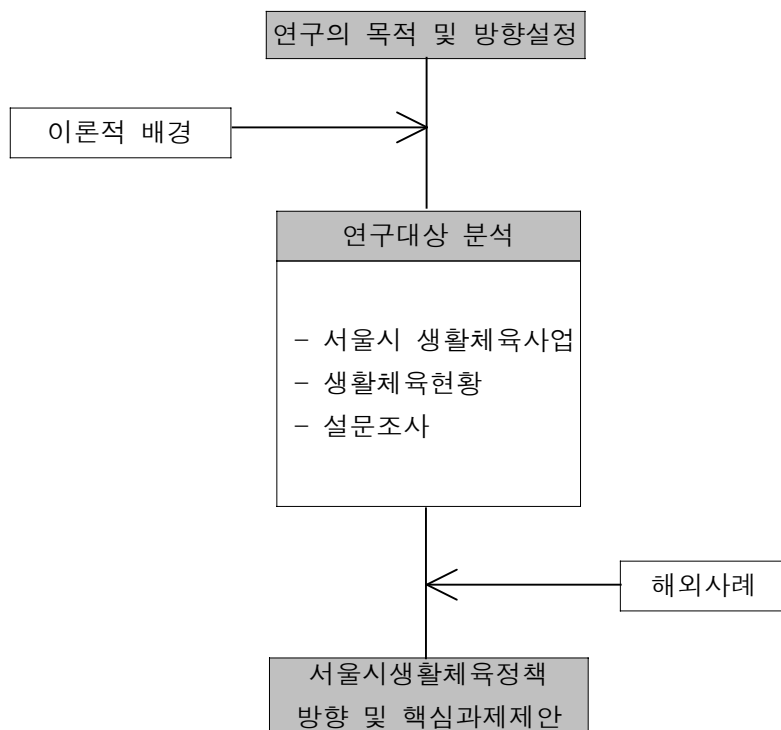 연구의 목적 및 방향설정
이론적 배경
연구대상 분석
– 서울시 생활체육사업
– 생활체육현황
– 설문조사
해외사례
서울시생활체육정책
방향 및 핵심과제제안